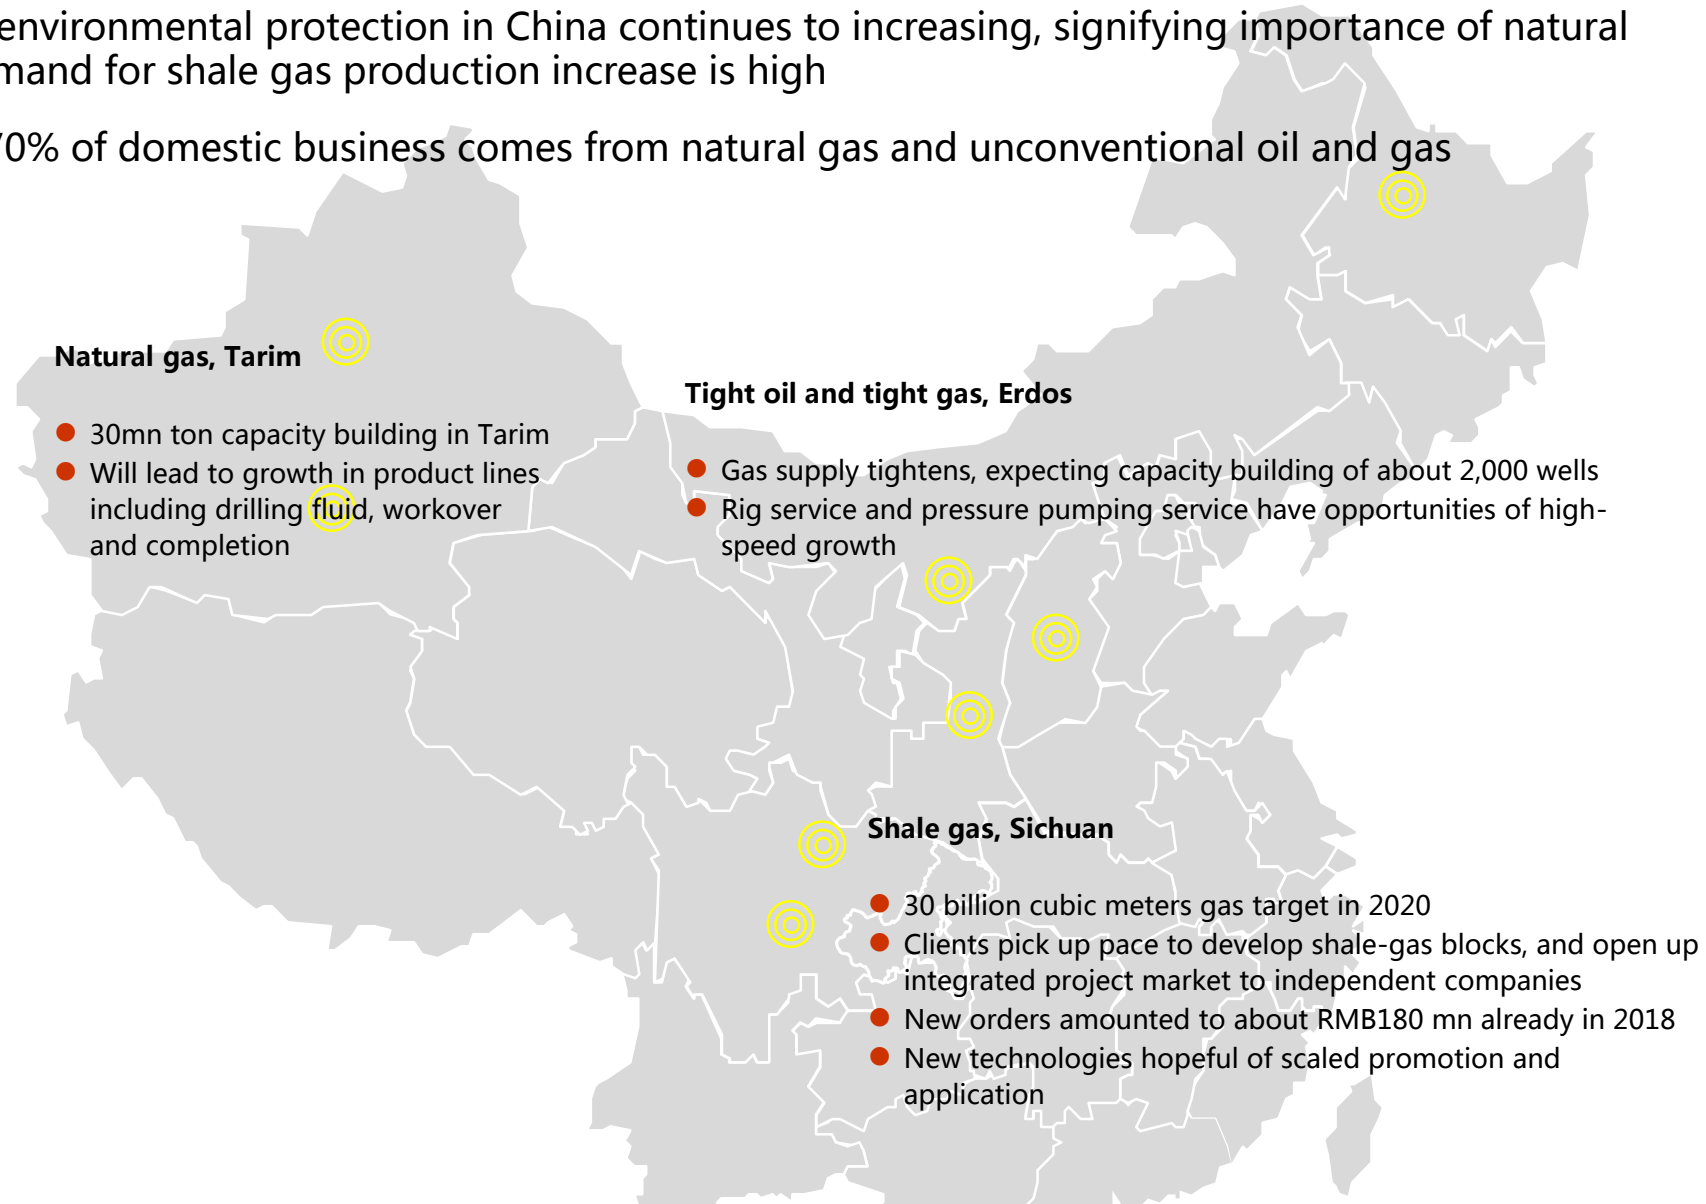 environmental protection in China continues to increasing, signifying importance of natural
mand for shale gas production increase is high
70% of domestic business comes from natural gas and unconventional oil and gas
Natural gas, Tarim
● 30mn ton capacity building in Tarim
● Will lead to growth in product lines
including drilling fluid, workover
and completion
Tight oil and tight gas, Erdos
● Gas supply tightens, expecting capacity building of about 2,000 wells
● Rig service and pressure pumping service have opportunities of high-
speed growth
Shale gas, Sichuan
● 30 billion cubic meters gas target in 2020
● Clients pick up pace to develop shale-gas blocks, and open up
integrated project market to independent companies
● New orders amounted to about RMB180 mn already in 2018
● New technologies hopeful of scaled promotion and
application